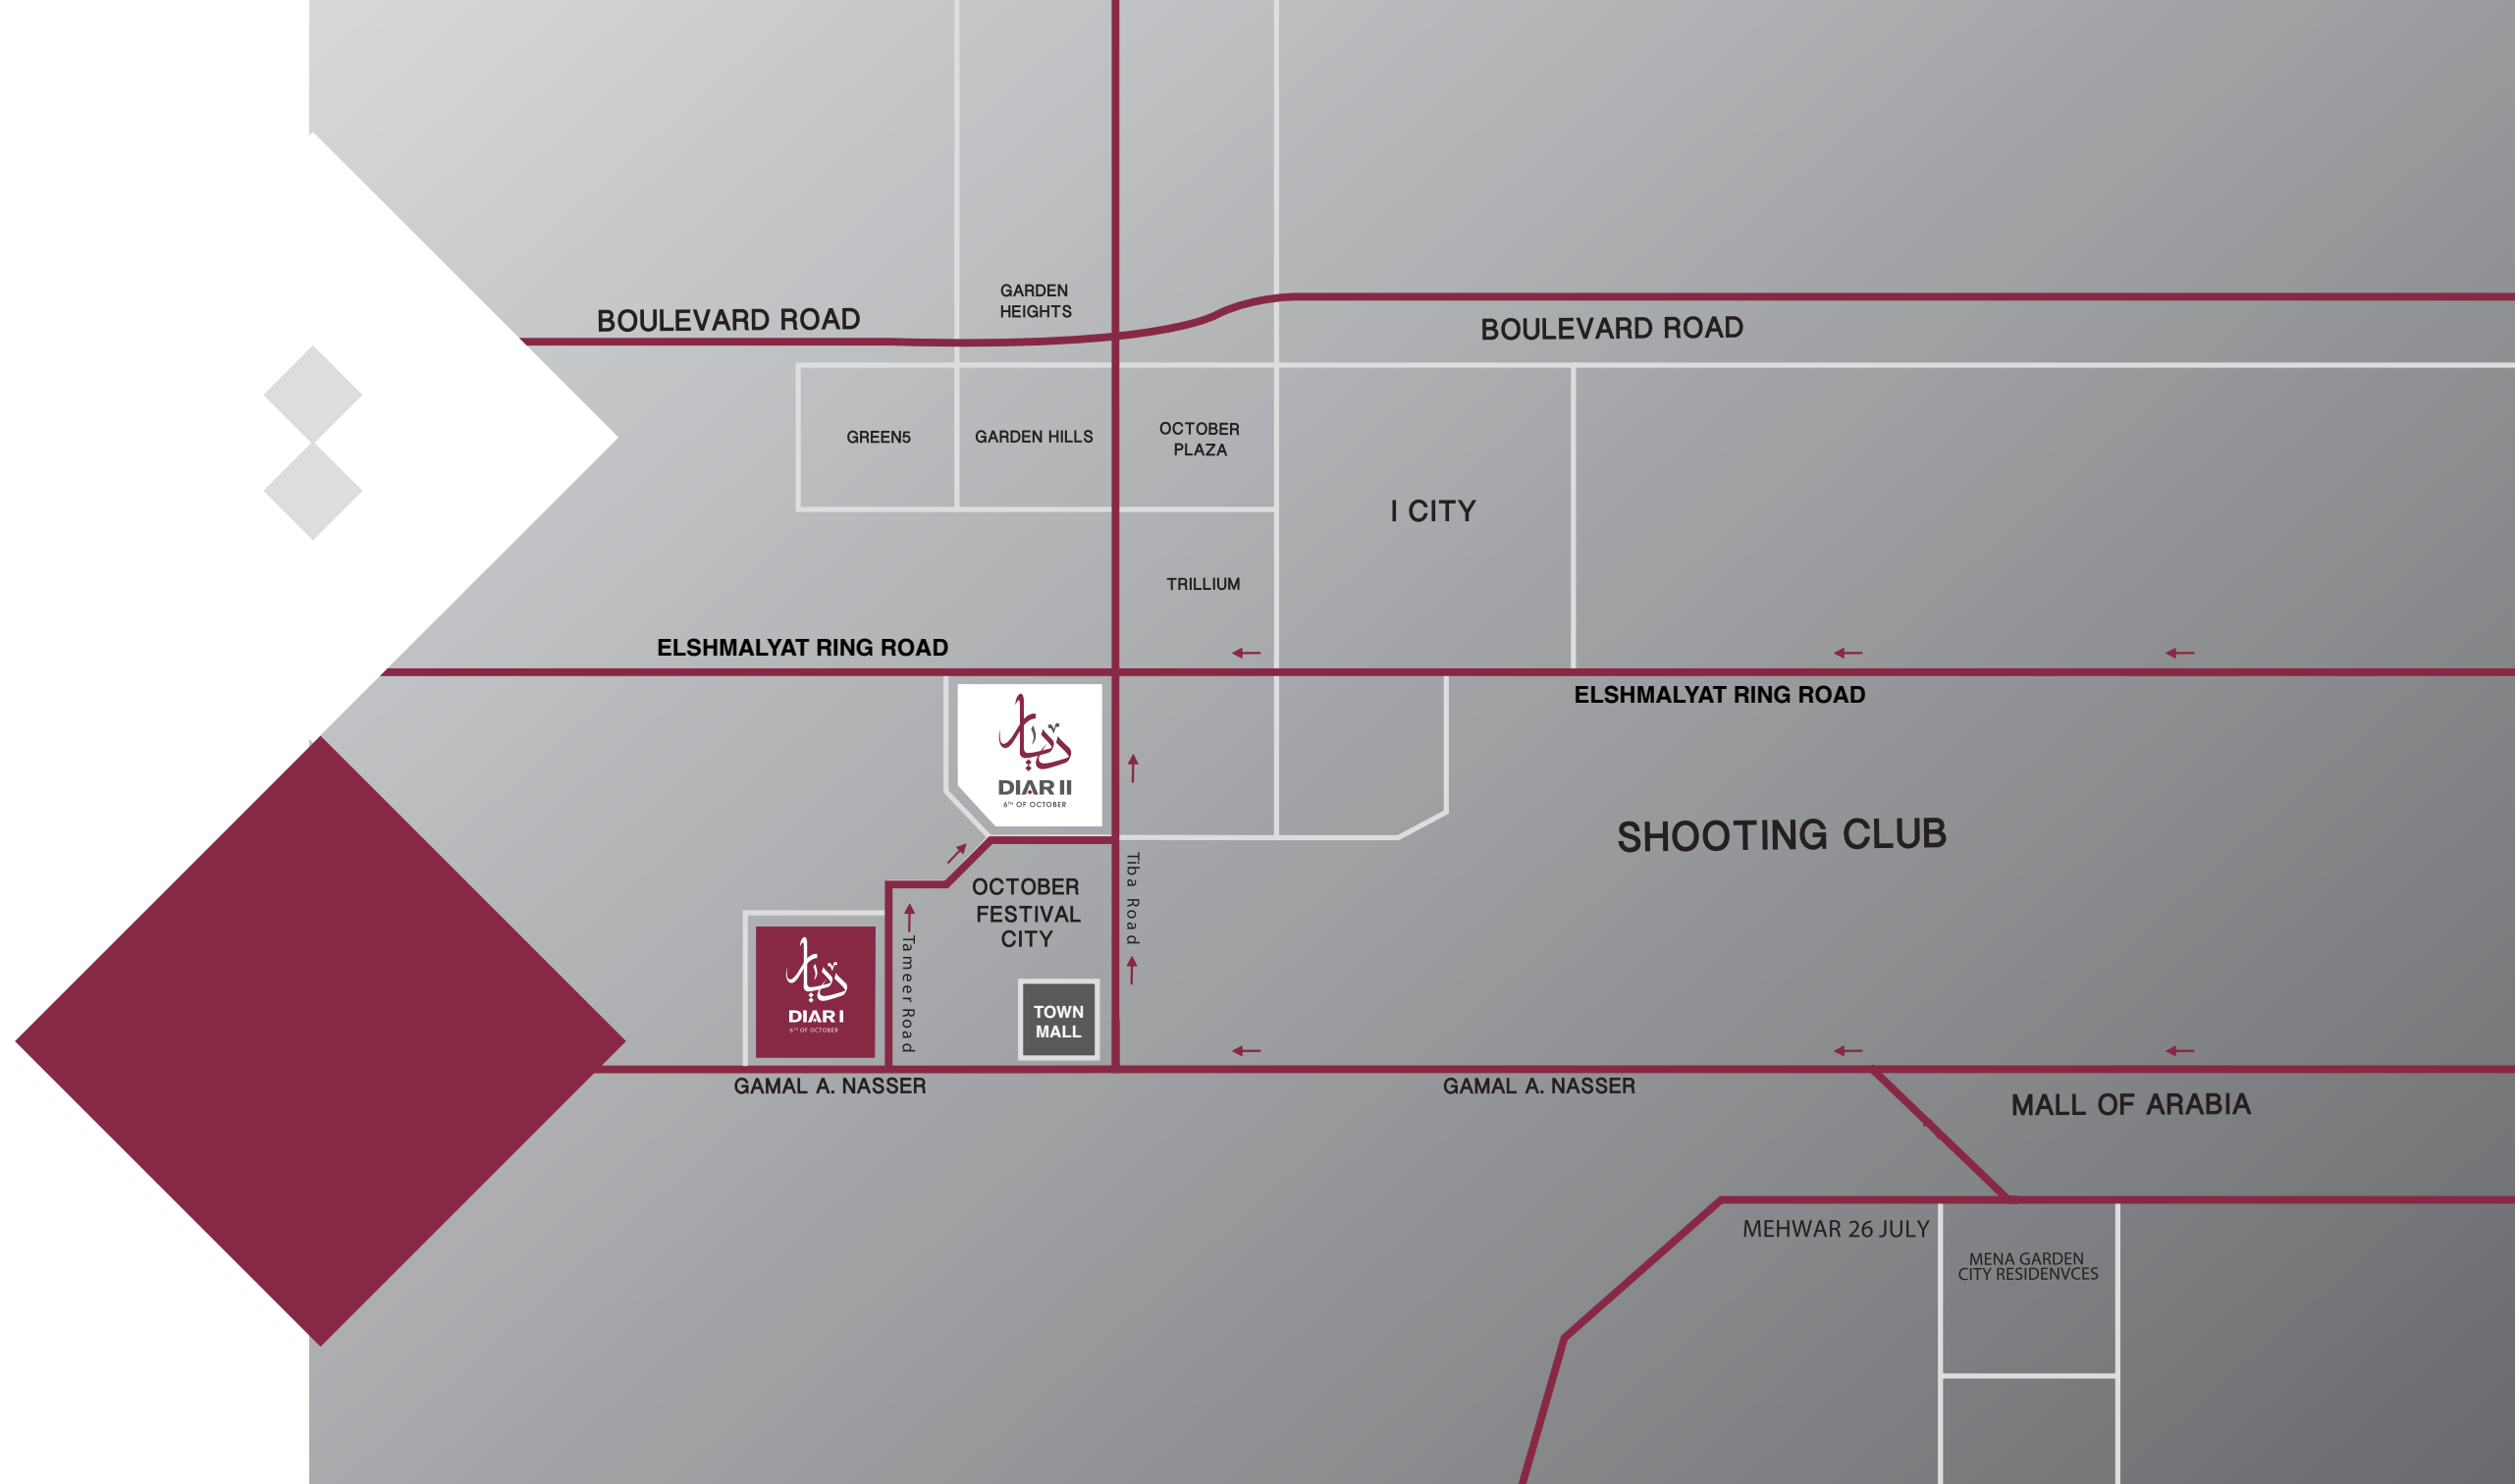 GARDEN
HEIGHTS
BOULEVARD ROAD
BOULEVARD ROAD
GREEN5
GARDEN HILLS
OCTOBER
PLAZA
I CITY
TRILLIUM
ELSHMALYAT RING ROAD
ELSHMALYAT RING ROAD
ديار
DIAR II
6TH OF OCTOBER
SHOOTING CLUB
Tiba Road
OCTOBER
FESTIVAL
CITY
Tameer Road
ديار
DIAR I
6TH OF OCTOBER
TOWN
MALL
GAMAL A. NASSER
GAMAL A. NASSER
MALL OF ARABIA
MEHWAR 26 JULY
MENA GARDEN
CITY RESIDENVCES